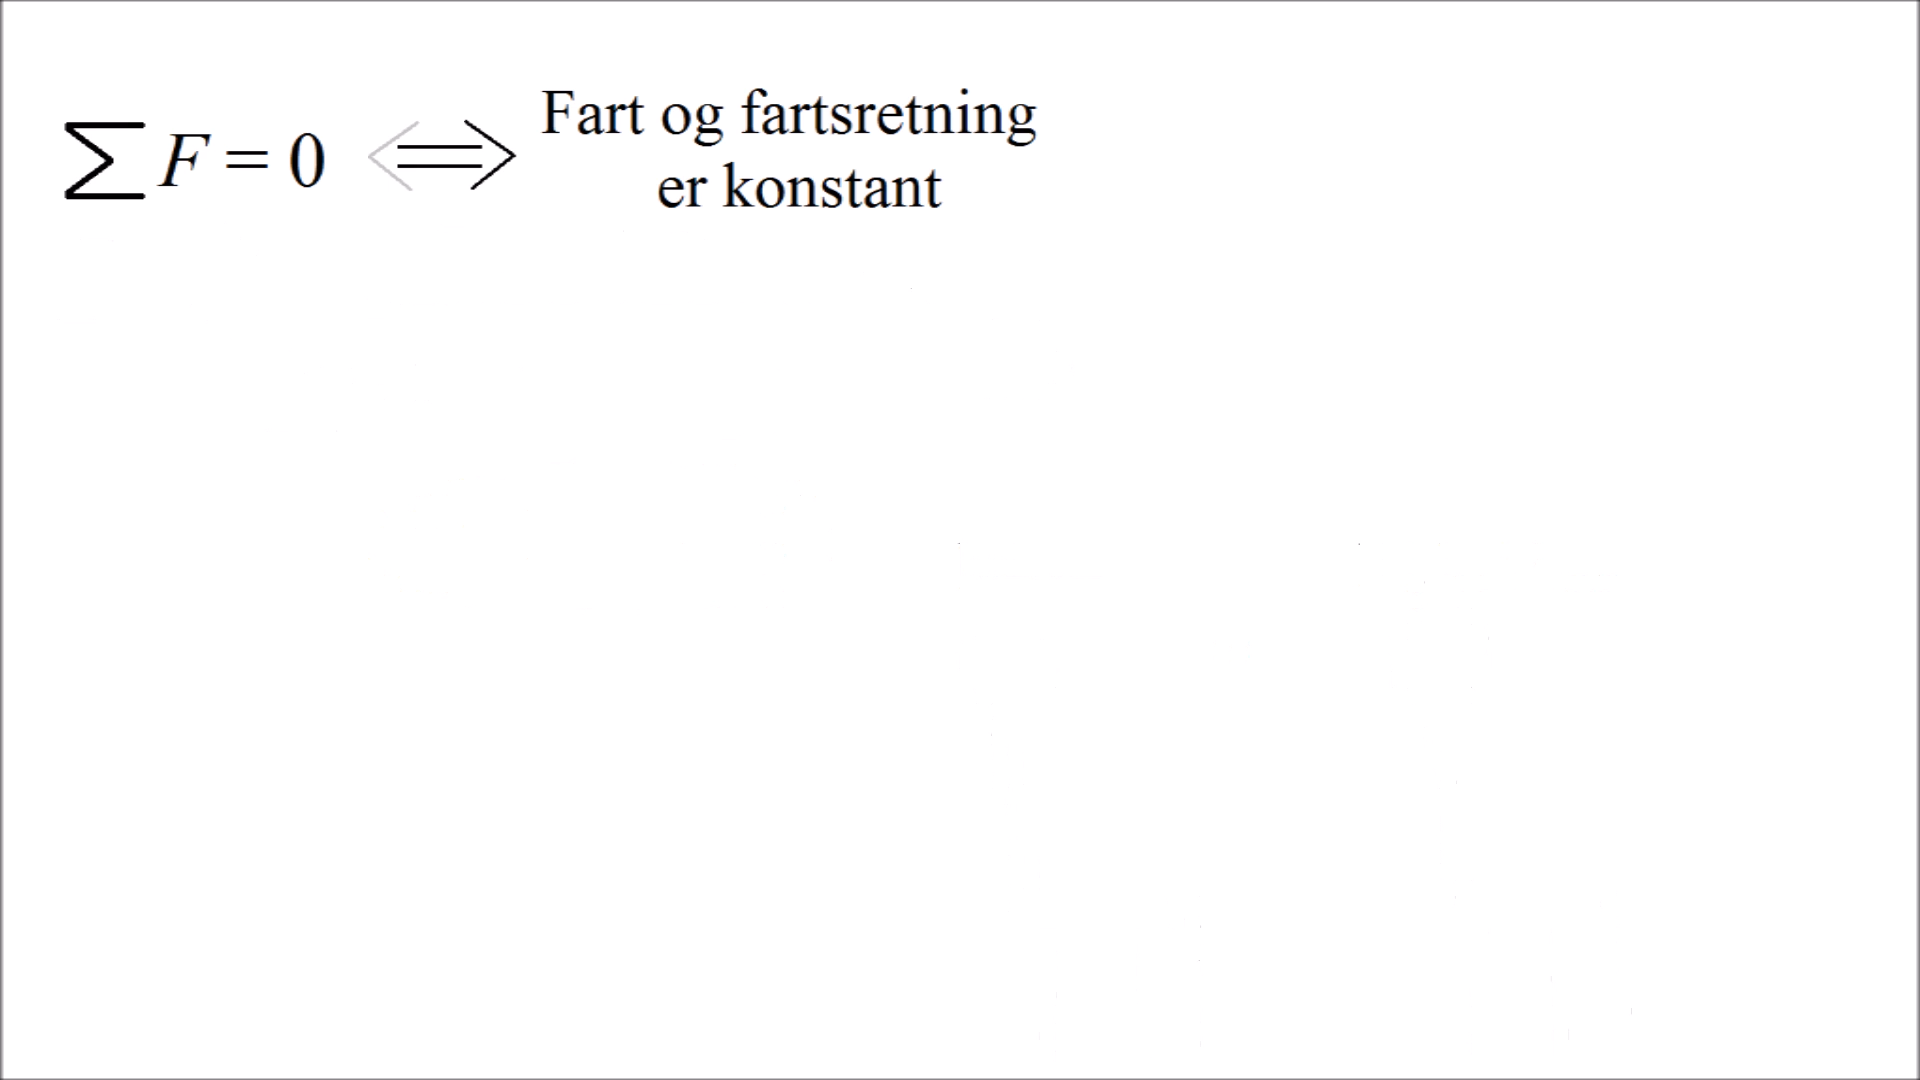 ∑ F = 0 ⇔ Fart og fartsretning
er konstant